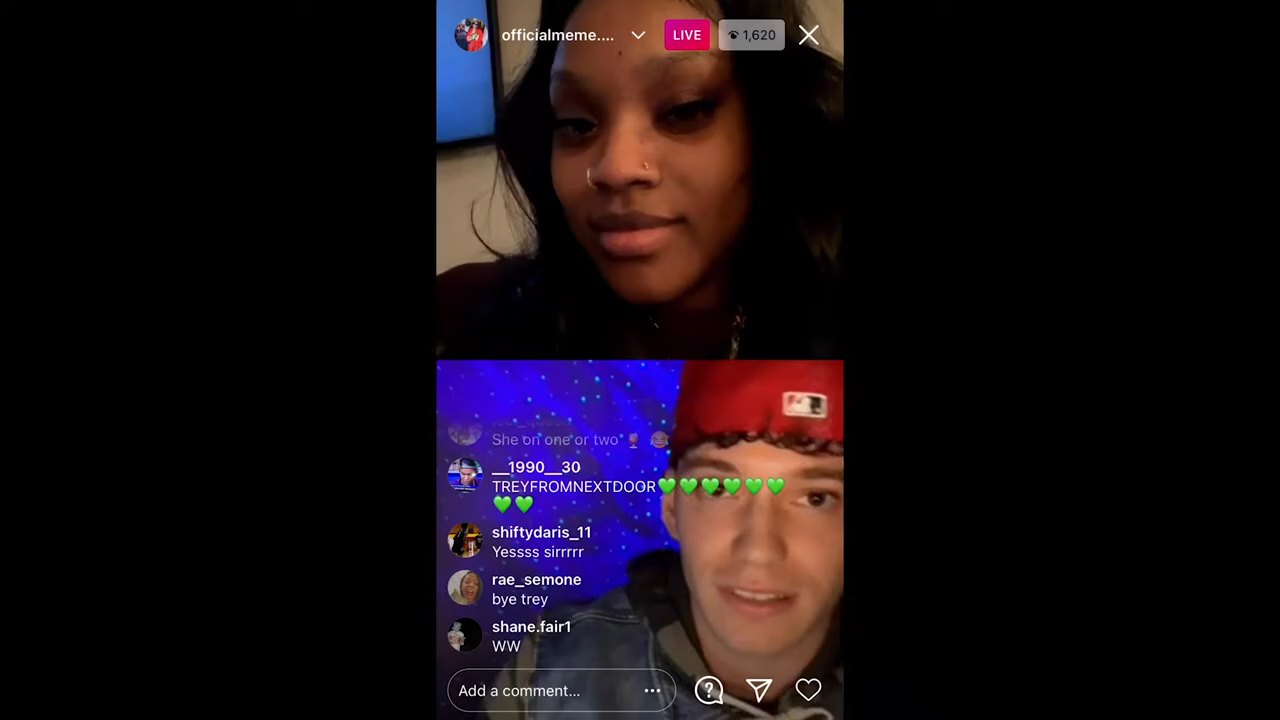 officialmeme....
LIVE
1,620
She on one or two🍷 😂
__1990__30
TREYFROMNEXTDOOR💚💚💚💚💚💚
💚💚
shiftydaris_11
Yessss sirrrrr
rae_semone
bye trey
shane.fair1
WW
Add a comment...